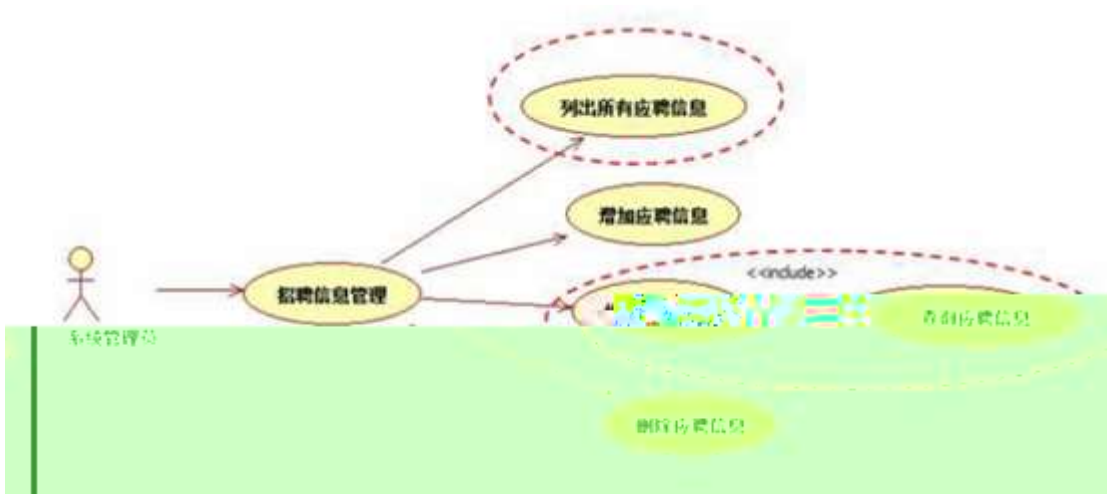 列出所有应聘信息
增加应聘信息
<<include>>
招聘信息管理
查询应聘信息
系统管理员
删除应聘信息